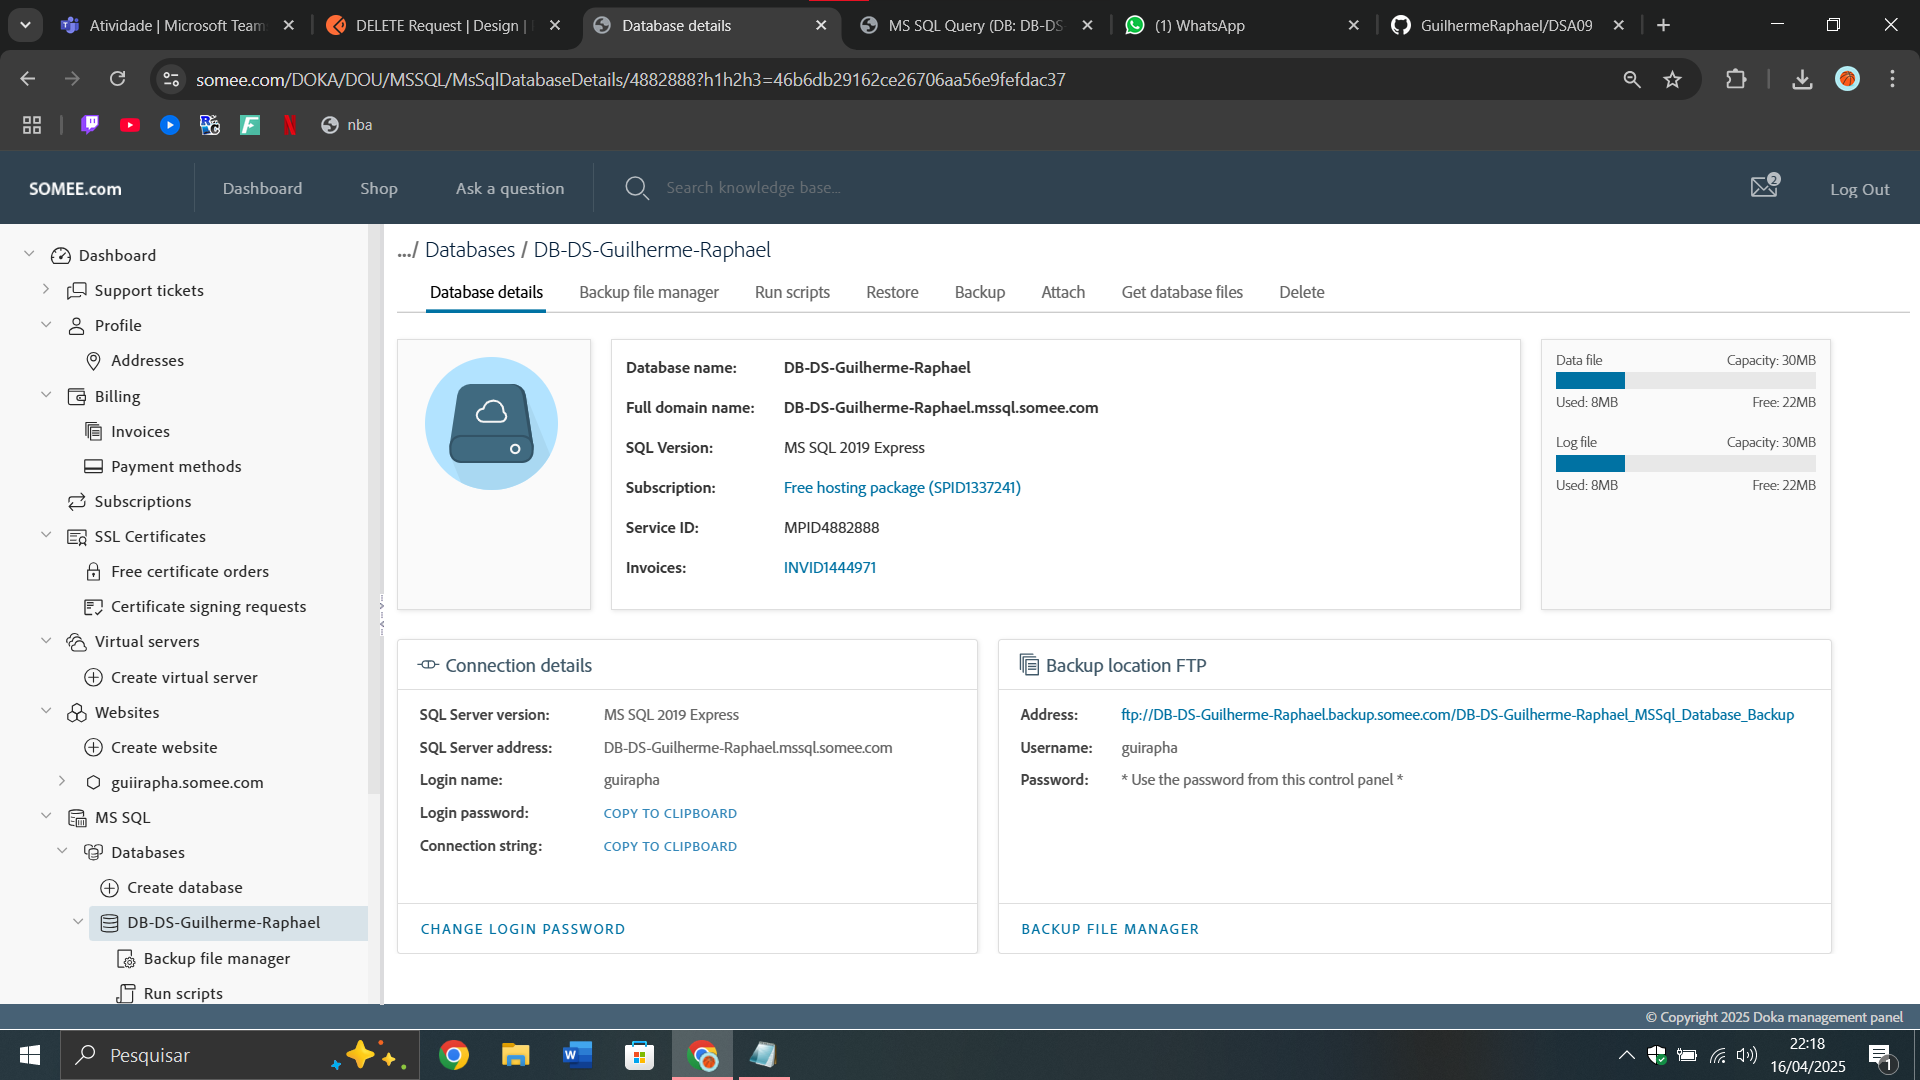 Atividade | Microsoft Team
DELETE Request | Design |
Database details
MS SQL Query (DB: DB-DS-
(1) WhatsApp
GuilhermeRaphael/DSA09
somee.com/DOKA/DOU/MSSQL/MsSqlDatabaseDetails/4882888?h1h2h3=46b6db29162ce26706aa56e9fefdac37
nba
SOMEE.com
Dashboard
Shop
Ask a question
Search knowledge base...
2
Log Out
Dashboard
Support tickets
Profile
Addresses
Billing
Invoices
Payment methods
Subscriptions
SSL Certificates
Free certificate orders
Certificate signing requests
Virtual servers
Create virtual server
Websites
Create website
guiirapha.somee.com
MS SQL
Databases
Create database
DB-DS-Guilherme-Raphael
Backup file manager
Run scripts
.../ Databases / DB-DS-Guilherme-Raphael
Database details
Backup file manager
Run scripts
Restore
Backup
Attach
Get database files
Delete
Database name: DB-DS-Guilherme-Raphael
Full domain name: DB-DS-Guilherme-Raphael.mssql.somee.com
SQL Version: MS SQL 2019 Express
Subscription: Free hosting package (SPID1337241)
Service ID: MPID4882888
Invoices: INVID1444971
Data file Capacity: 30MB
Used: 8MB Free: 22MB
Log file Capacity: 30MB
Used: 8MB Free: 22MB
Connection details
SQL Server version: MS SQL 2019 Express
SQL Server address: DB-DS-Guilherme-Raphael.mssql.somee.com
Login name: guirapha
Login password: COPY TO CLIPBOARD
Connection string: COPY TO CLIPBOARD
CHANGE LOGIN PASSWORD
Backup location FTP
Address: ftp://DB-DS-Guilherme-Raphael.backup.somee.com/DB-DS-Guilherme-Raphael_MSSql_Database_Backup
Username: guirapha
Password: * Use the password from this control panel *
BACKUP FILE MANAGER
© Copyright 2025 Doka management panel
Pesquisar
22:18
16/04/2025
1